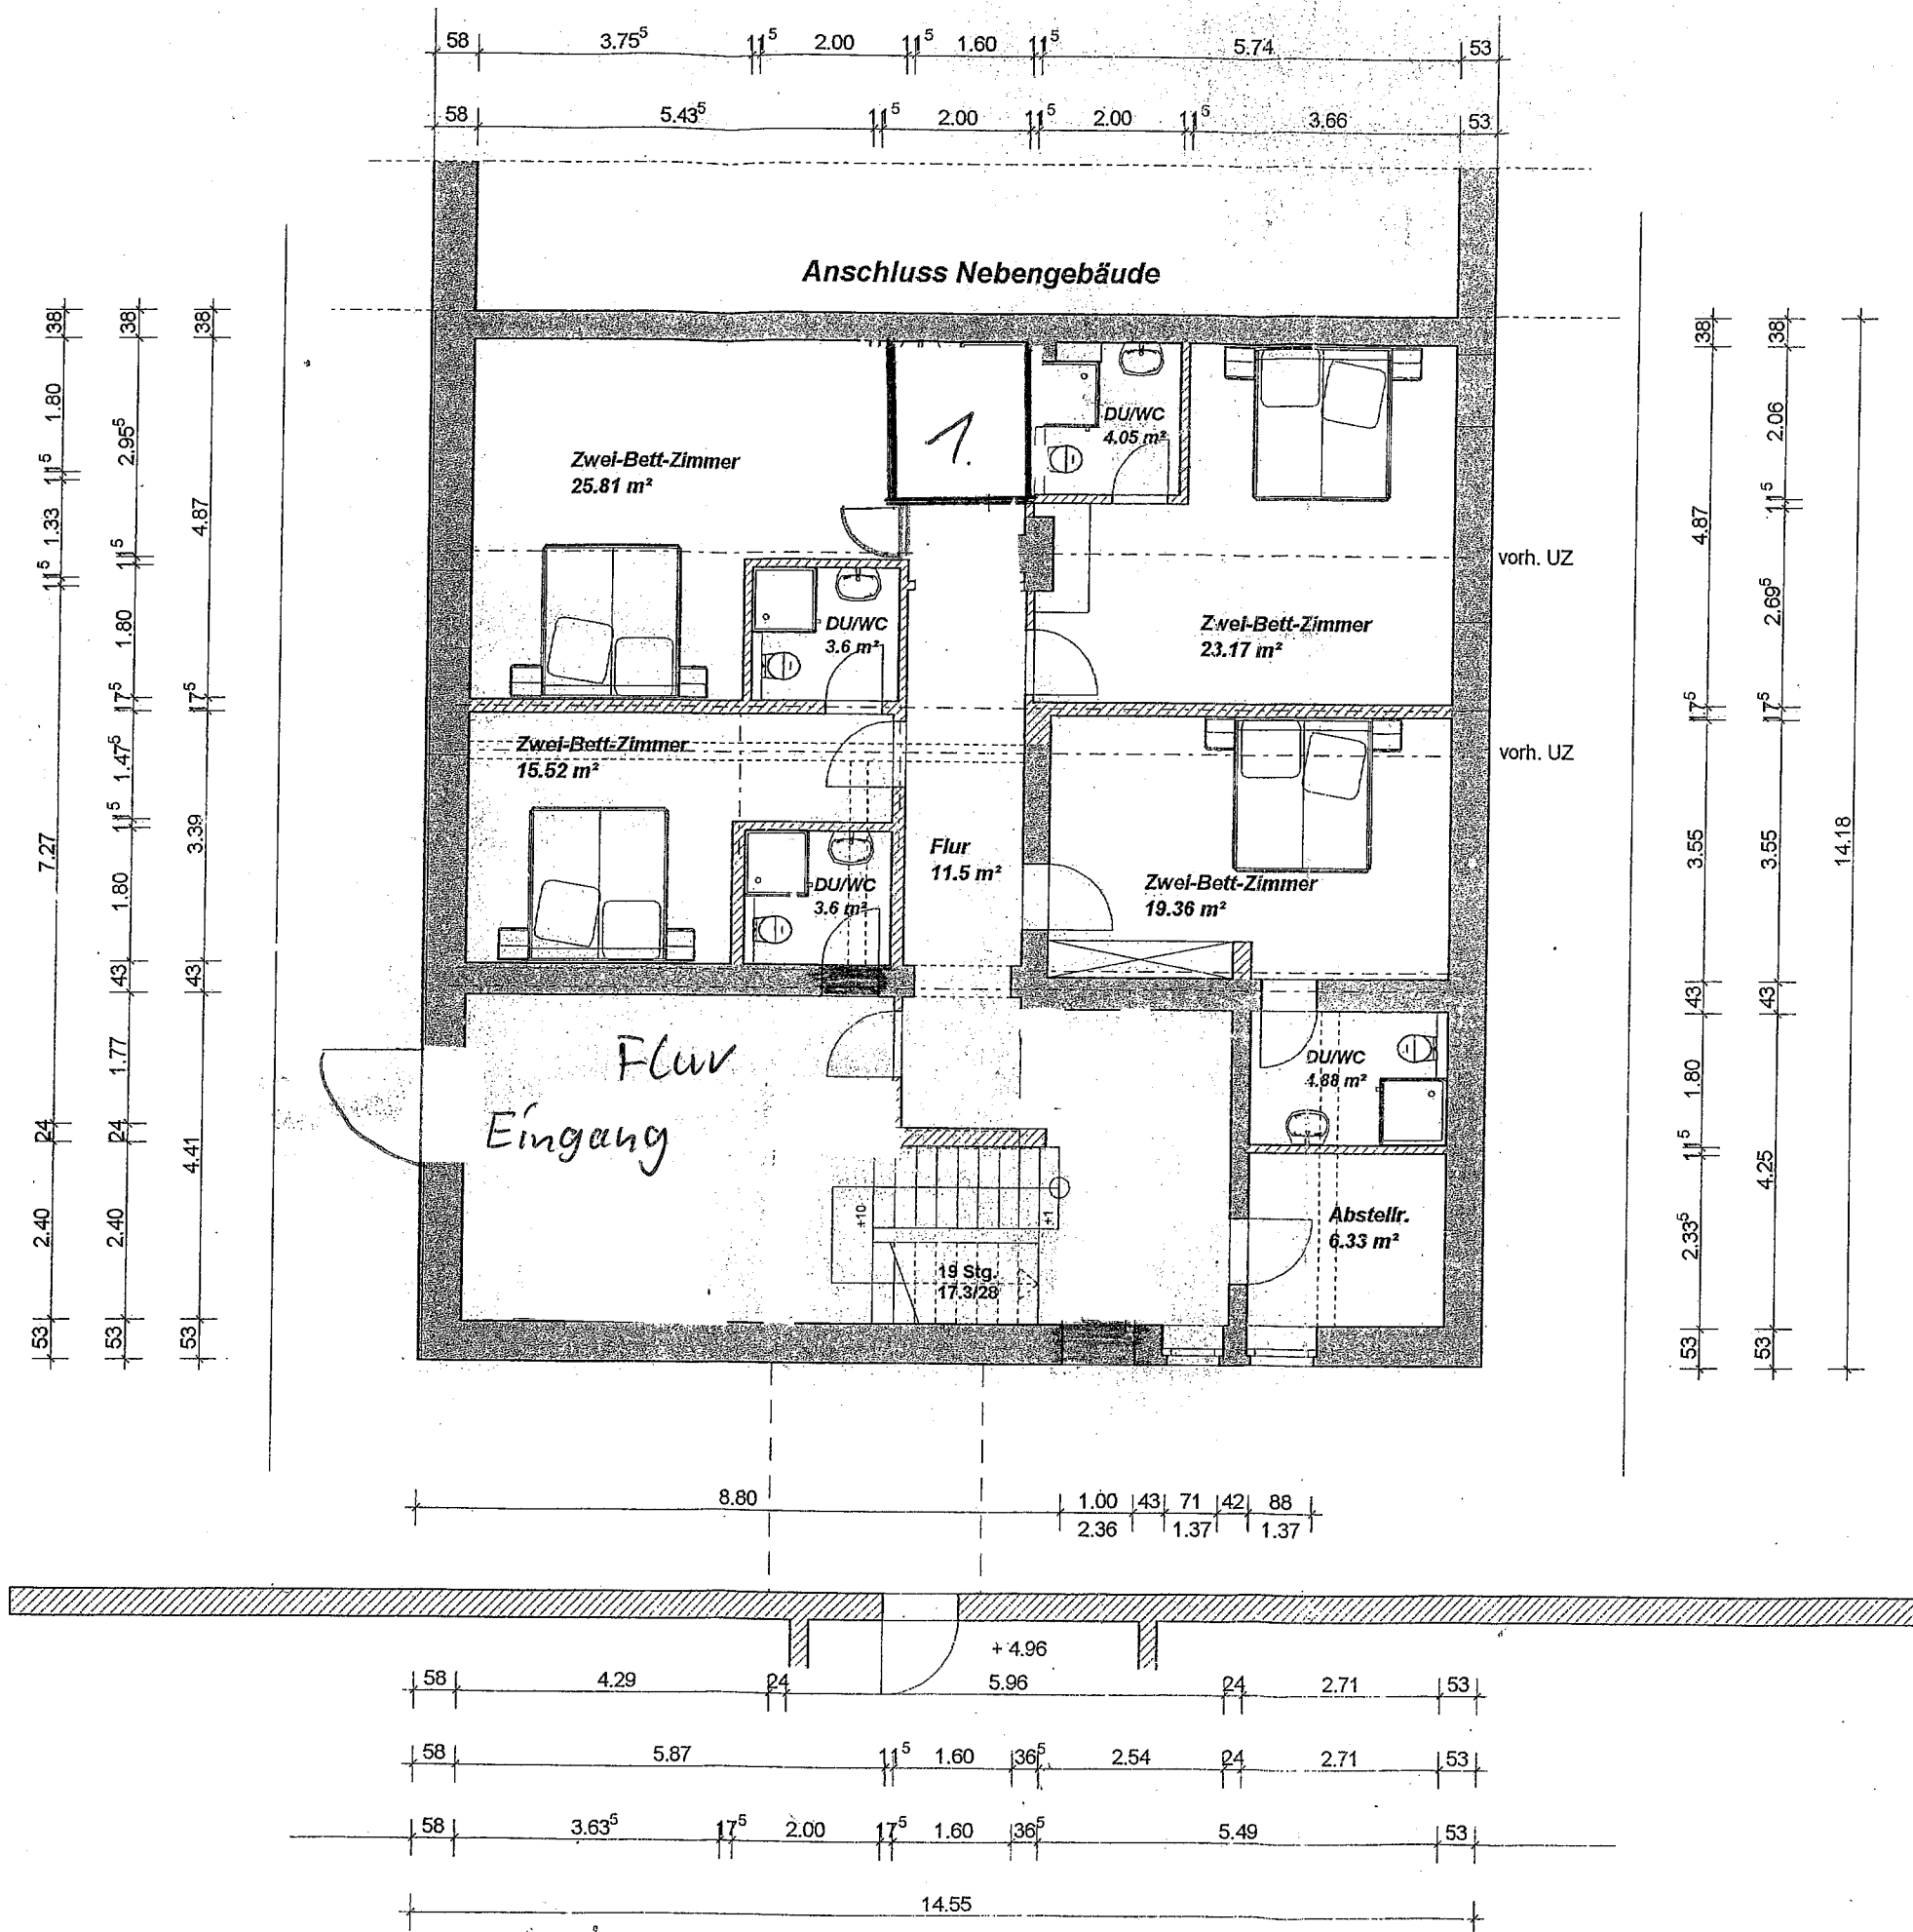 58 3.75⁵ 11⁵ 2.00 11⁵ 1.60 11⁵ 5.74 53
58 5.43⁵ 11⁵ 2.00 11⁵ 2.00 11⁵ 3.66 53
Anschluss Nebengebäude
38 1.80 11⁵ 1.33 11⁵ 7.27 24 2.40 53
38 2.95⁵ 11⁵ 1.80 17⁵ 1.47⁵ 11⁵ 1.80 43 1.77 24 2.40 53
38 4.87 17⁵ 3.39 43 4.41 53
Zwei-Bett-Zimmer
25.81 m²
1.
DU/WC
4.05 m²
DU/WC
3.6 m²
Zwei-Bett-Zimmer
23.17 m²
vorh. UZ
Zwei-Bett-Zimmer
15.52 m²
vorh. UZ
DU/WC
3.6 m²
Flur
11.5 m²
Zwei-Bett-Zimmer
19.36 m²
Flur
Eingang
DU/WC
4.88 m²
+10
+1
19 Stg.
17.3/28
Abstellr.
6.33 m²
38 4.87 17⁵ 3.55 43 1.80 11⁵ 2.33⁵ 53
38 2.06 11⁵ 2.69⁵ 17⁵ 3.55 43 4.25 53
14.18
8.80 1.00 43 71 42 88
2.36 1.37 1.37
+ 4.96
58 4.29 24 5.96 24 2.71 53
58 5.87 11⁵ 1.60 36⁵ 2.54 24 2.71 53
58 3.63⁵ 17⁵ 2.00 17⁵ 1.60 36⁵ 5.49 53
14.55